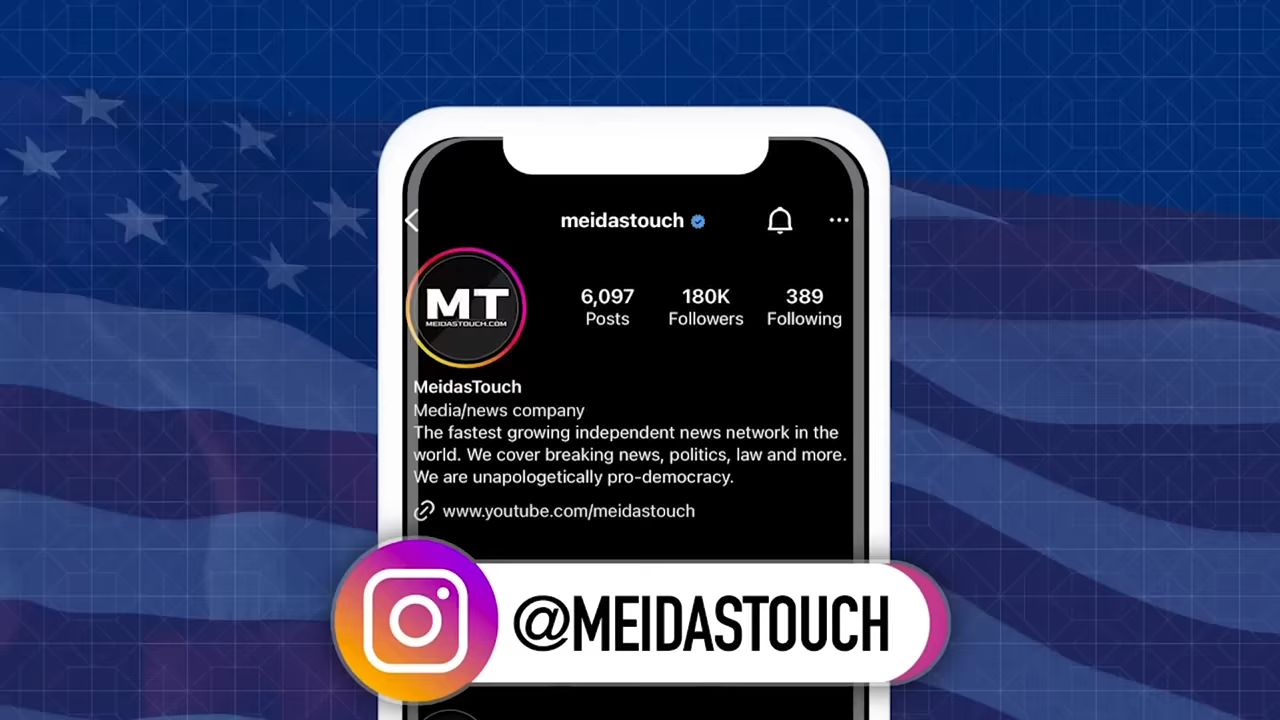 meidastouch
MT
MEIDASTOUCH.COM
6,097 180K 389
Posts Followers Following
MeidasTouch
Media/news company
The fastest growing independent news network in the
world. We cover breaking news, politics, law and more.
We are unapologetically pro-democracy.
www.youtube.com/meidastouch
@MEIDASTOUCH